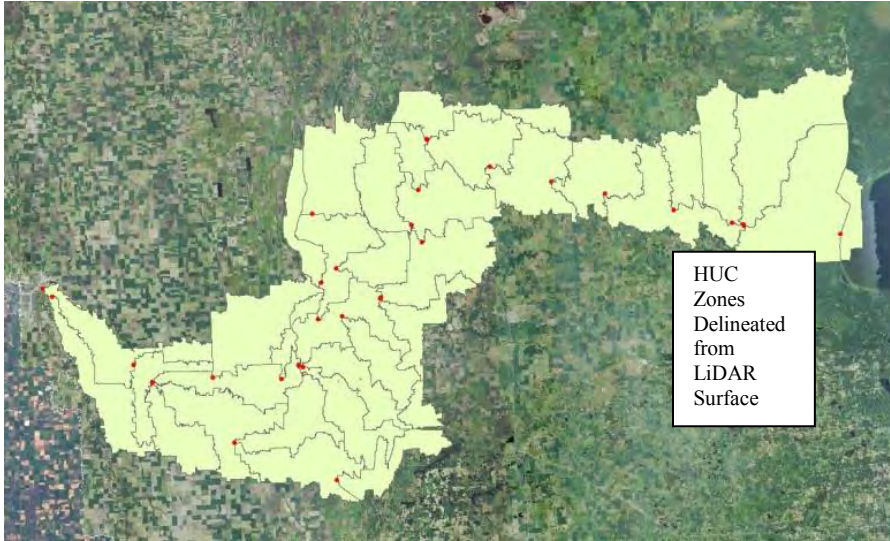 HUC
Zones
Delineated
from
LiDAR
Surface